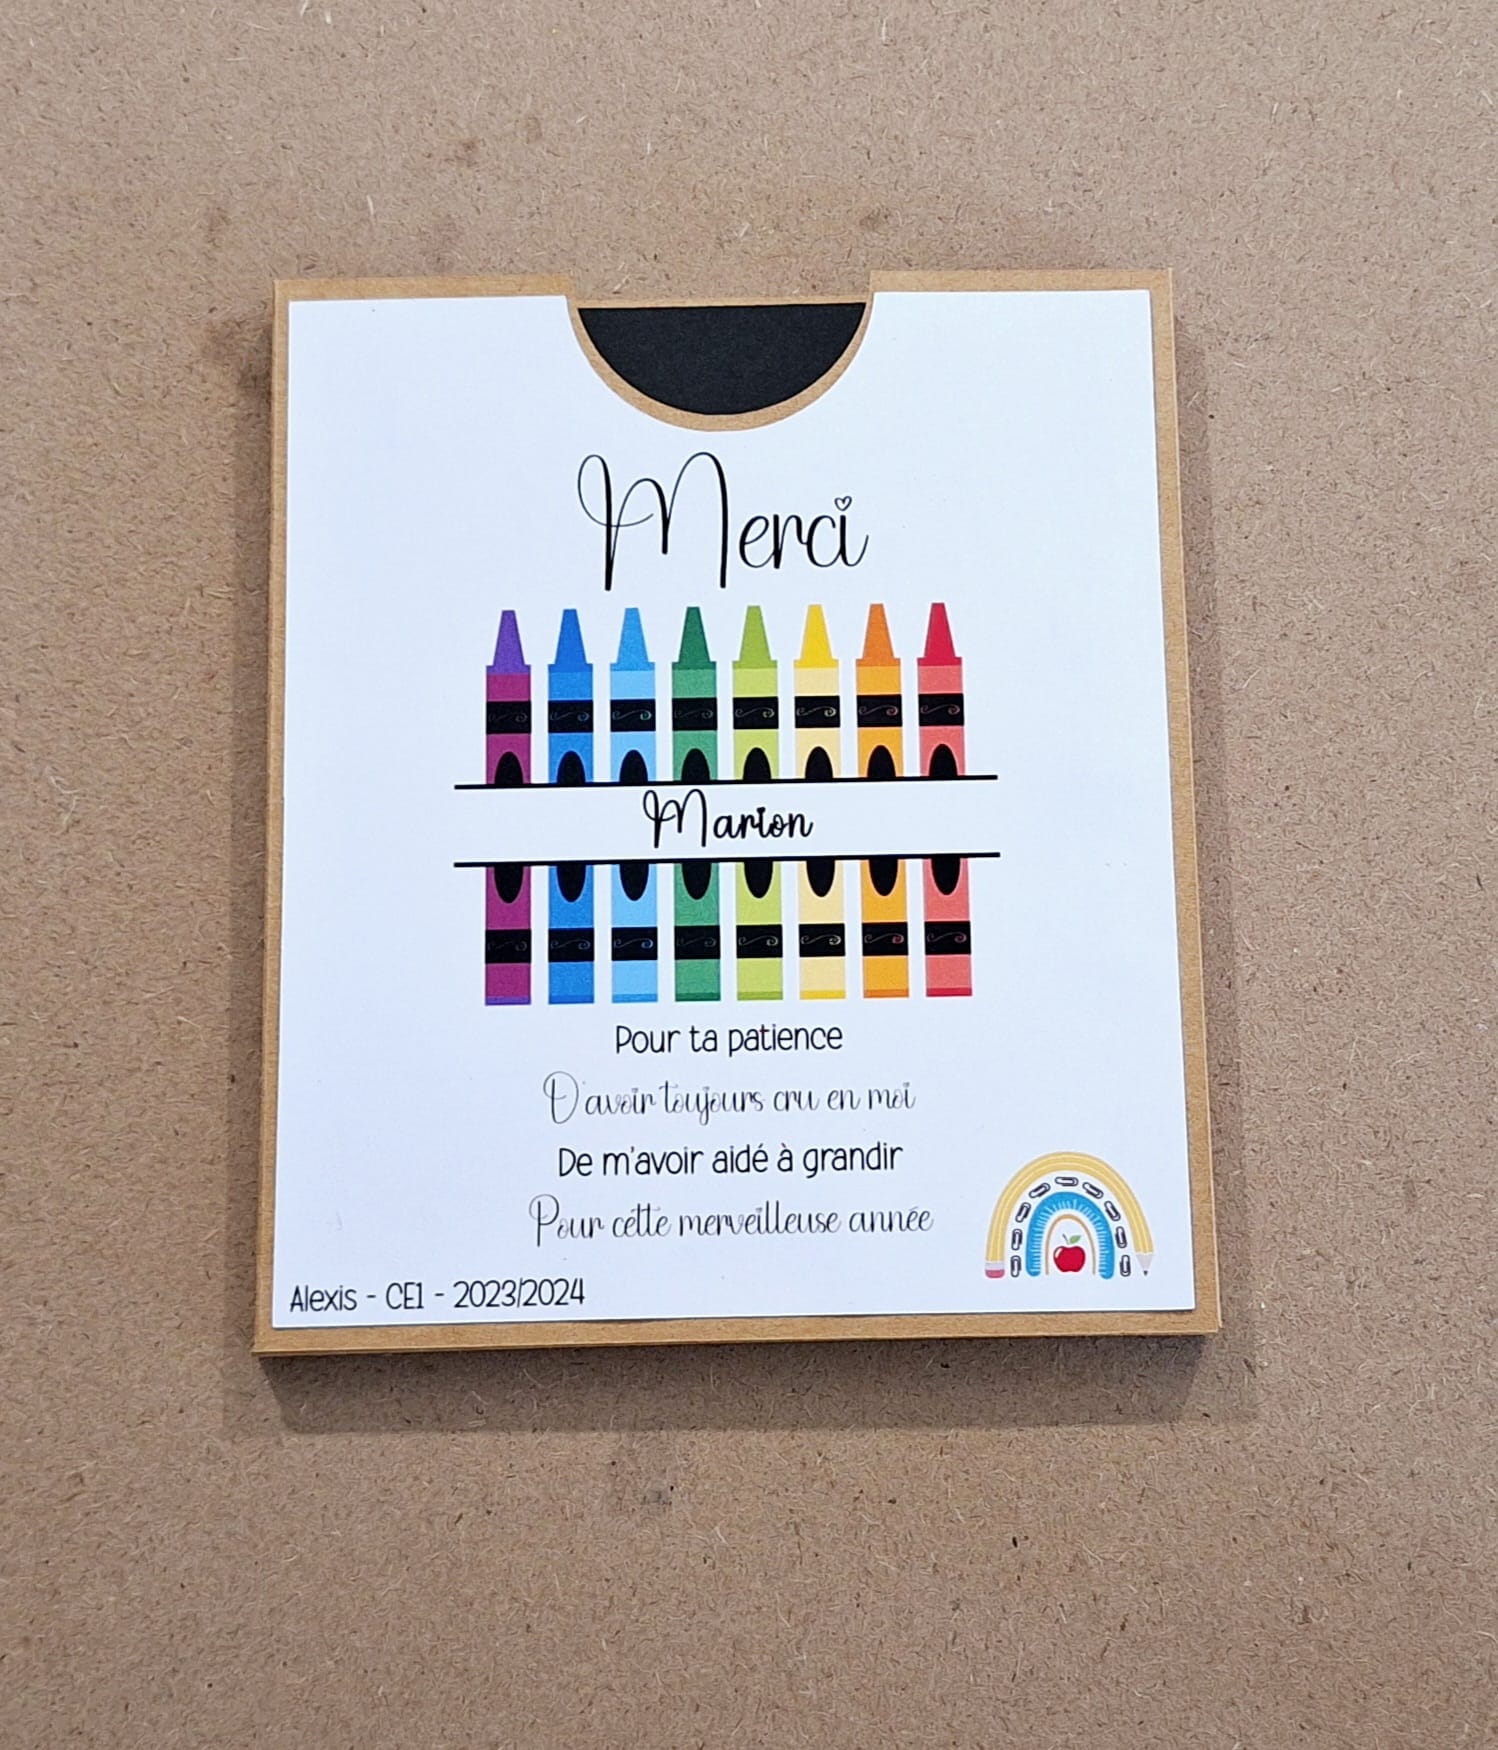 Merci
Marion
Pour ta patience
D'avoir toujours cru en moi
De m'avoir aidé à grandir
Pour cette merveilleuse année
Alexis - CE1 - 2023/2024